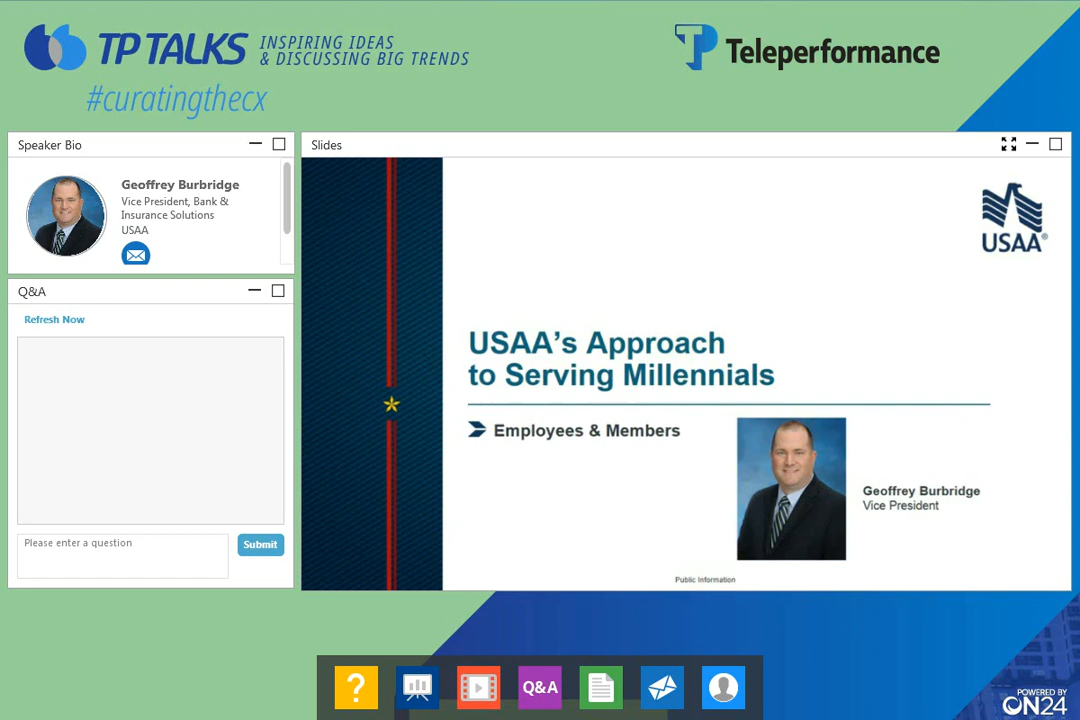 TP TALKS
INSPIRING IDEAS
& DISCUSSING BIG TRENDS
#curatingthecx
Teleperformance
Speaker Bio
Geoffrey Burbridge
Vice President, Bank &
Insurance Solutions
USAA
Q&A
Refresh Now
Please enter a question
Submit
Slides
USAA®
USAA's Approach
to Serving Millennials
Employees & Members
Geoffrey Burbridge
Vice President
Public Information
?
Q&A
POWERED BY
ON24